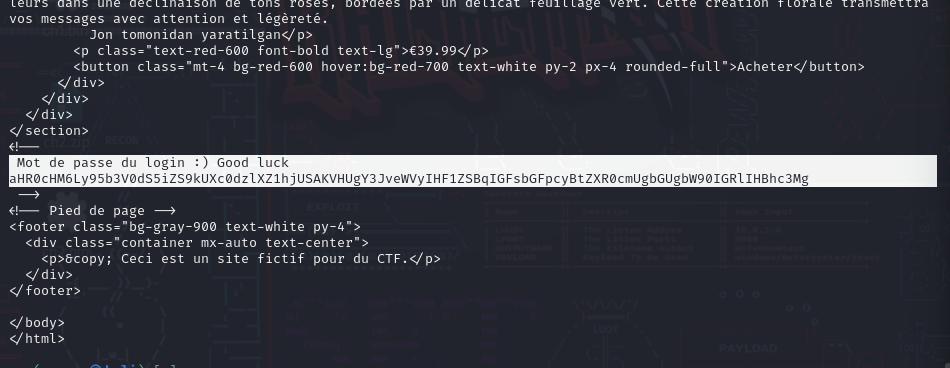 leurs dans une déclinaison de tons roses, bordées par un délicat feuillage vert. Cette création florale transmettra
vos messages avec attention et légèreté.
Jon tomonidan yaratilgan</p>
<p class="text-red-600 font-bold text-lg">€39.99</p>
<button class="mt-4 bg-red-600 hover:bg-red-700 text-white py-2 px-4 rounded-full">Acheter</button>
</div>
</div>
</div>
</section>
<!--
Mot de passe du login :) Good luck
aHR0cHM6Ly95b3V0dS5iZS9kUXc0dzlXZ1hjUSAKVHUgY3JveWVyIHF1ZSBqIGFsbGFpcyBtZXR0cmUgbGUgbW90IGRlIHBhc3Mg
-->
<!-- Pied de page -->
<footer class="bg-gray-900 text-white py-4">
<div class="container mx-auto text-center">
<p>&copy; Ceci est un site fictif pour du CTF.</p>
</div>
</footer>
</body>
</html>